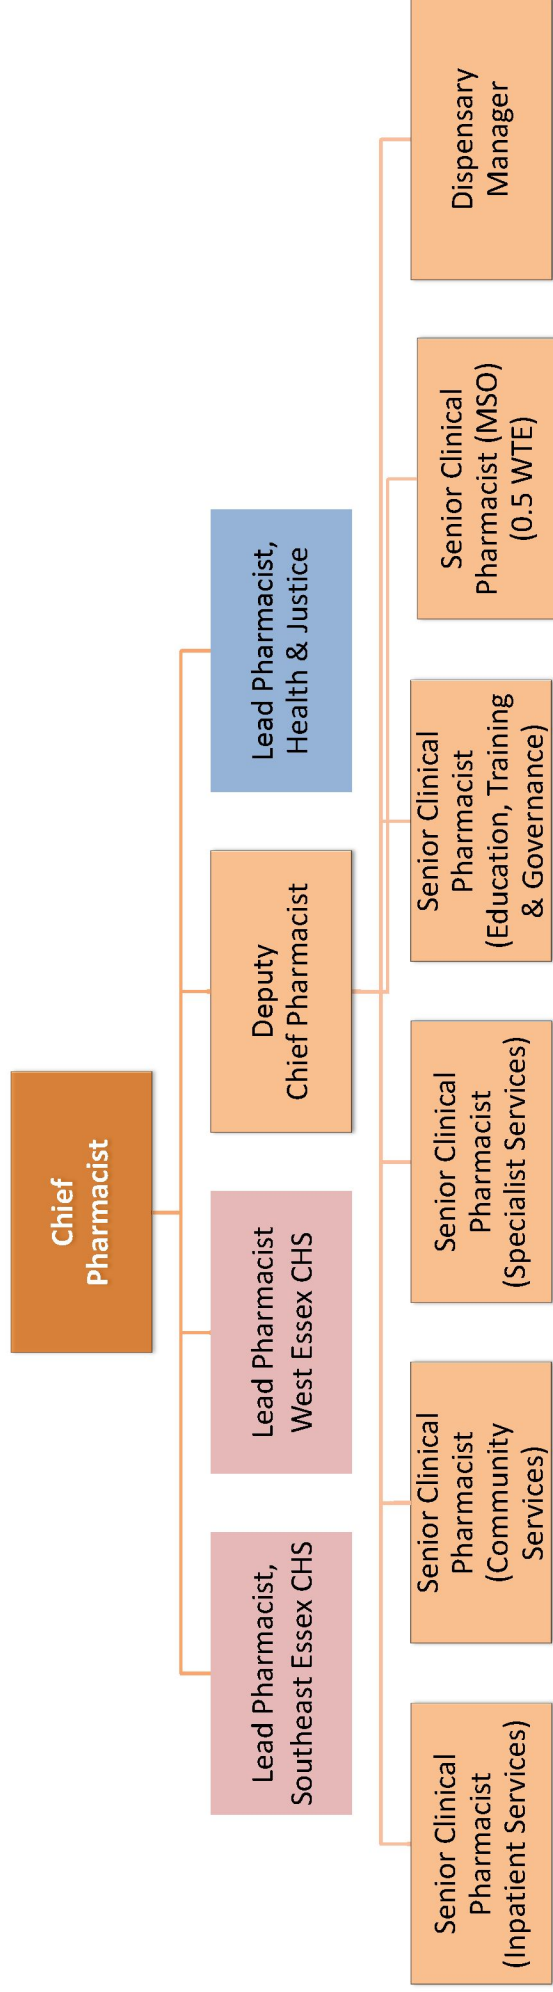 Chief
Pharmacist
Lead Pharmacist,
Southeast Essex CHS
Lead Pharmacist
West Essex CHS
Deputy
Chief Pharmacist
Lead Pharmacist,
Health & Justice
Senior Clinical
Pharmacist
(Inpatient Services)
Senior Clinical
Pharmacist
(Community
Services)
Senior Clinical
Pharmacist
(Specialist Services)
Senior Clinical
Pharmacist
(Education, Training
& Governance)
Senior Clinical
Pharmacist (MSO)
(0.5 WTE)
Dispensary
Manager